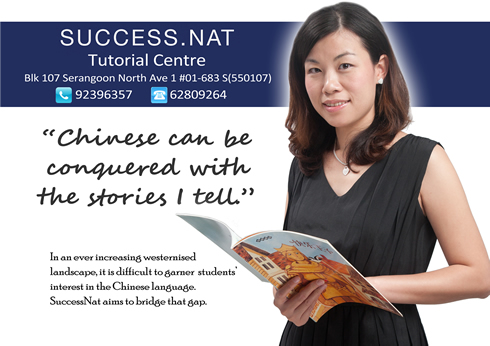 SUCCESS.NAT
Tutorial Centre
Blk 107 Serangoon North Ave 1 #01-683 S(550107)
92396357 62809264
“Chinese can be
conquered with
the stories I tell.”
In an ever increasing westernised
landscape, it is difficult to garner students'
interest in the Chinese language.
SuccessNat aims to bridge that gap.